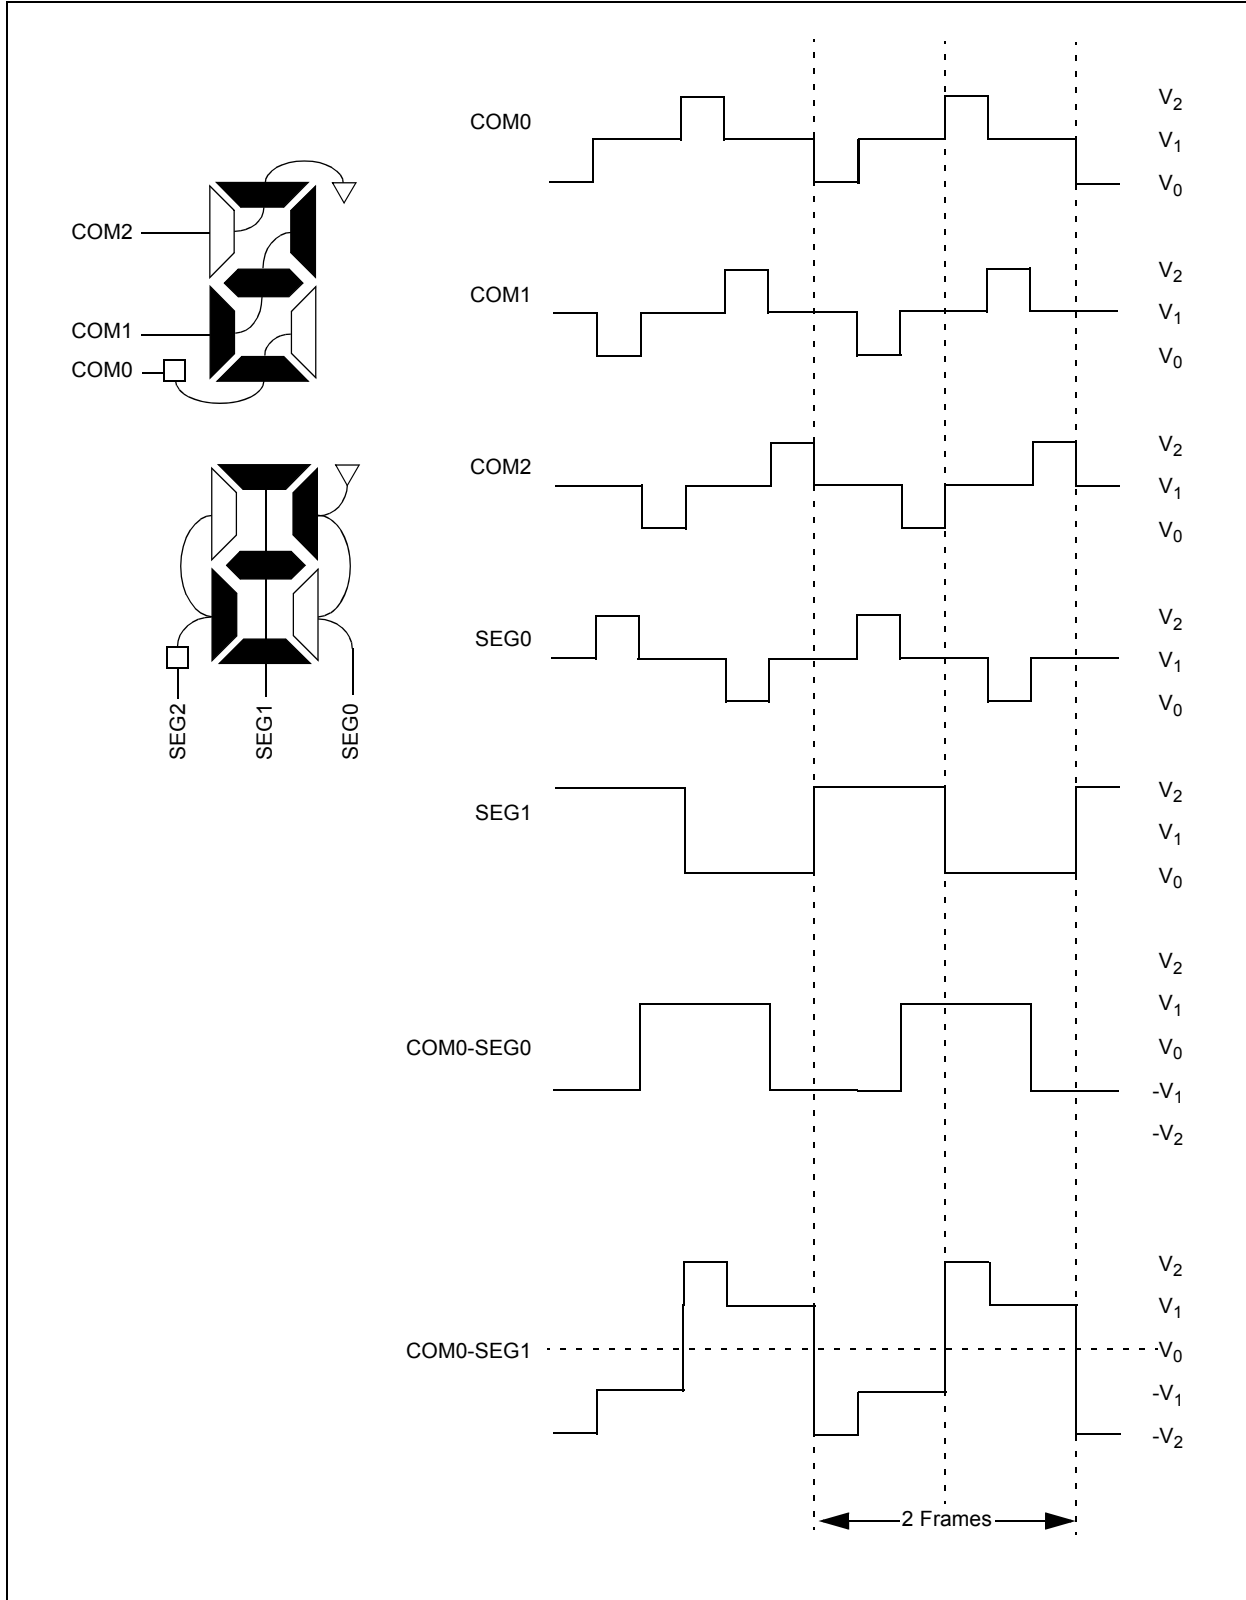 COM0
V2
V1
V0
COM2
COM1
COM0
COM1
V2
V1
V0
COM2
V2
V1
V0
SEG0
V2
V1
V0
SEG2
SEG1
SEG0
SEG1
V2
V1
V0
COM0-SEG0
V2
V1
V0
-V1
-V2
COM0-SEG1
V2
V1
V0
-V1
-V2
2 Frames